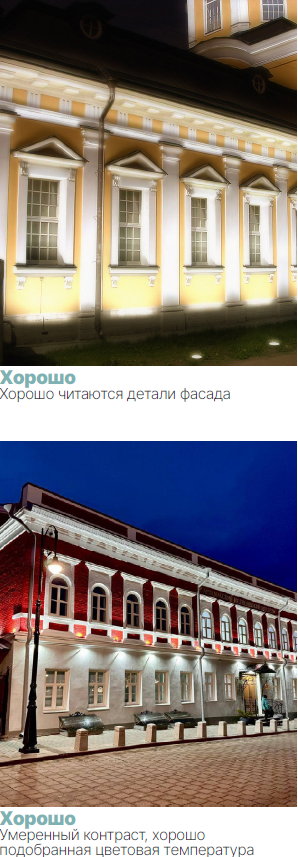 Хорошо
Хорошо читаются детали фасада
Хорошо
Умеренный контраст, хорошо
подобранная цветовая температура